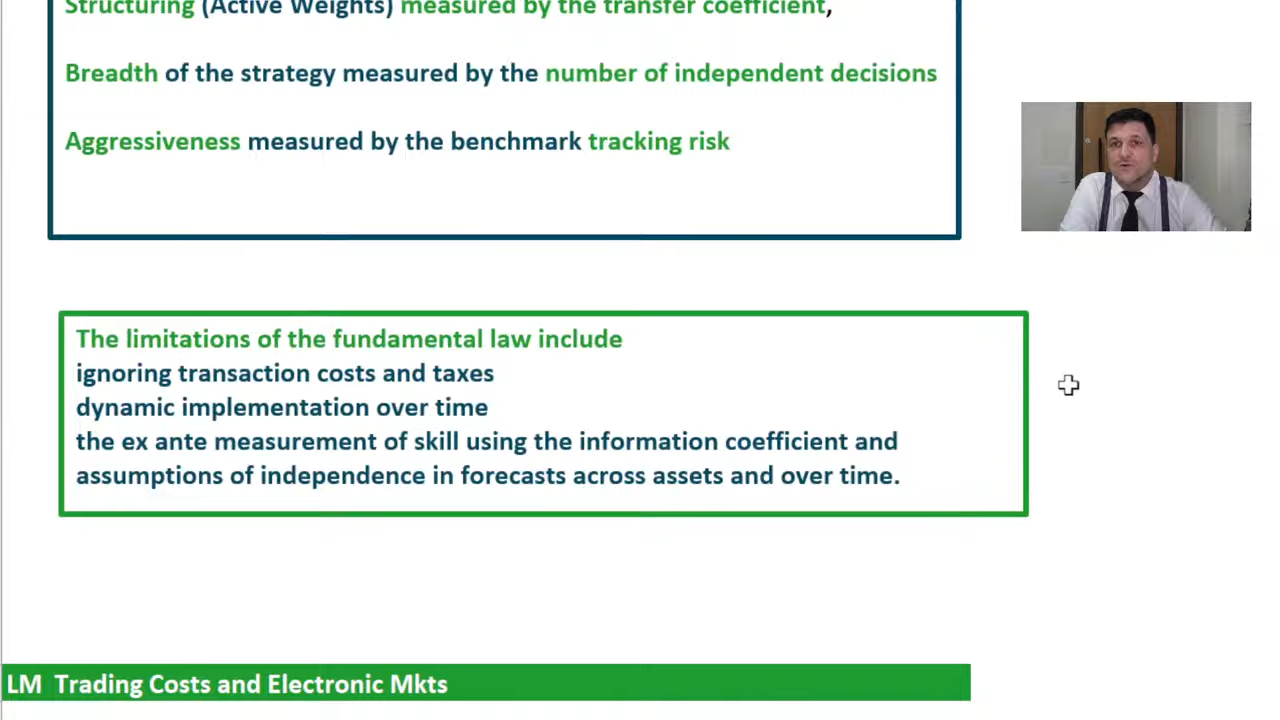 Structuring (Active Weights) measured by the transfer coefficient,
Breadth of the strategy measured by the number of independent decisions
Aggressiveness measured by the benchmark tracking risk
The limitations of the fundamental law include
ignoring transaction costs and taxes
dynamic implementation over time
the ex ante measurement of skill using the information coefficient and
assumptions of independence in forecasts across assets and over time.
LM Trading Costs and Electronic Mkts